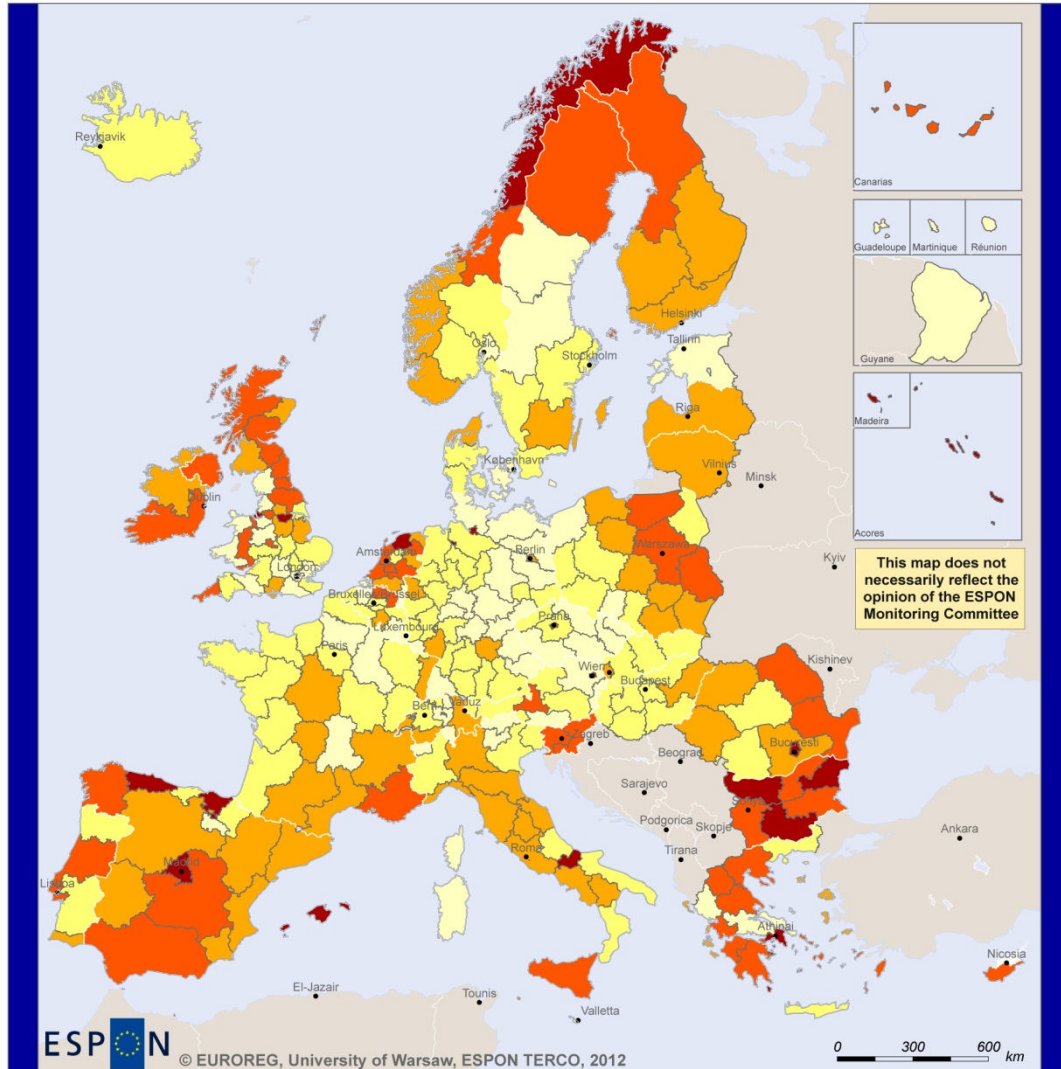 Reykjavik
Canarias
Guadeloupe
Martinique
Réunion
Guyane
Madeira
Acores
This map does not
necessarily reflect the
opinion of the ESPON
Monitoring Committee
Helsinki
Tallinn
Oslo
Stockholm
Riga
København
Vilnius
Minsk
Dublin
Amsterdam
Berlin
Warszawa
London
Kyiv
Bruxelles Brussel
Praha
Luxembourg
Paris
Wien
Kishinev
Budapest
Bern
Vaduz
Zagreb
Bucuresti
Beograd
Sarajevo
Podgorica
Skopje
Ankara
Tirana
Roma
Madrid
Lisboa
Athinai
Nicosia
El-Jazair
Tounis
Valletta
ESPON
© EUROREG, University of Warsaw, ESPON TERCO, 2012
0 300 600
km